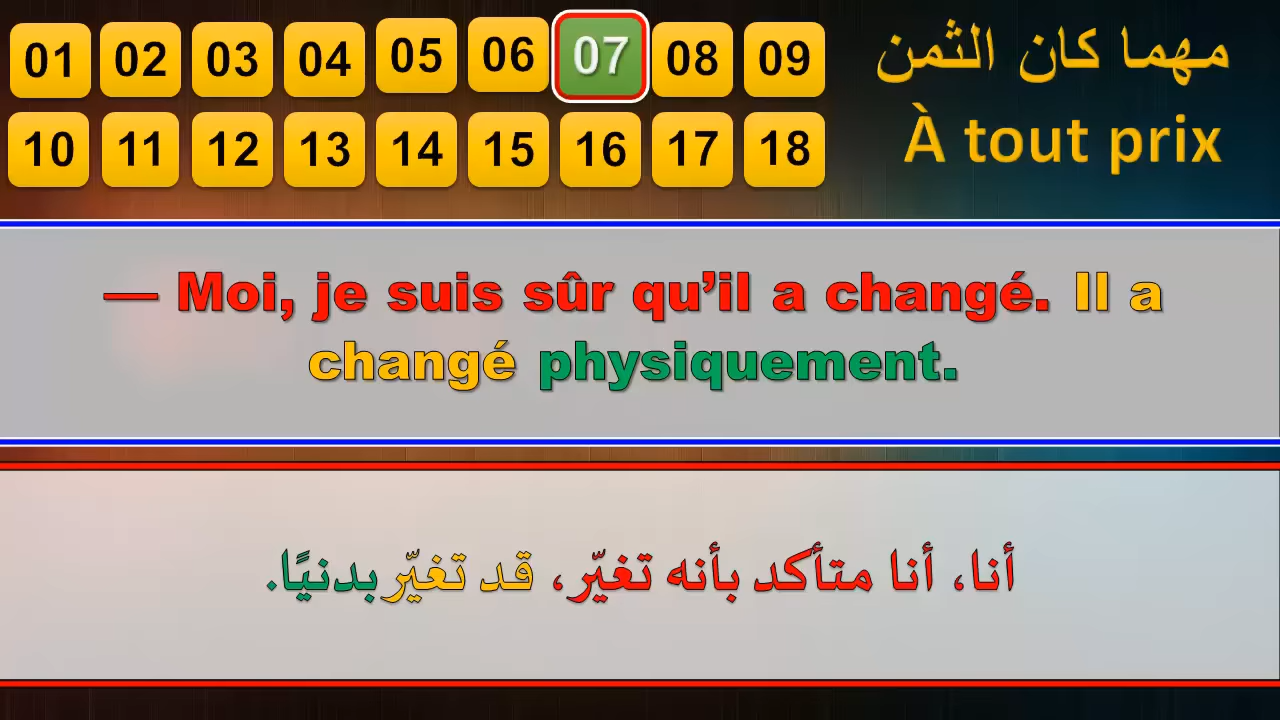 01 02 03 04 05 06 07 08 09
10 11 12 13 14 15 16 17 18
مهما كان الثمن
À tout prix
— Moi, je suis sûr qu’il a changé. Il a
changé physiquement.
أنا، أنا متأكد بأنه تغيّر، قد تغيّر بدنيًا.